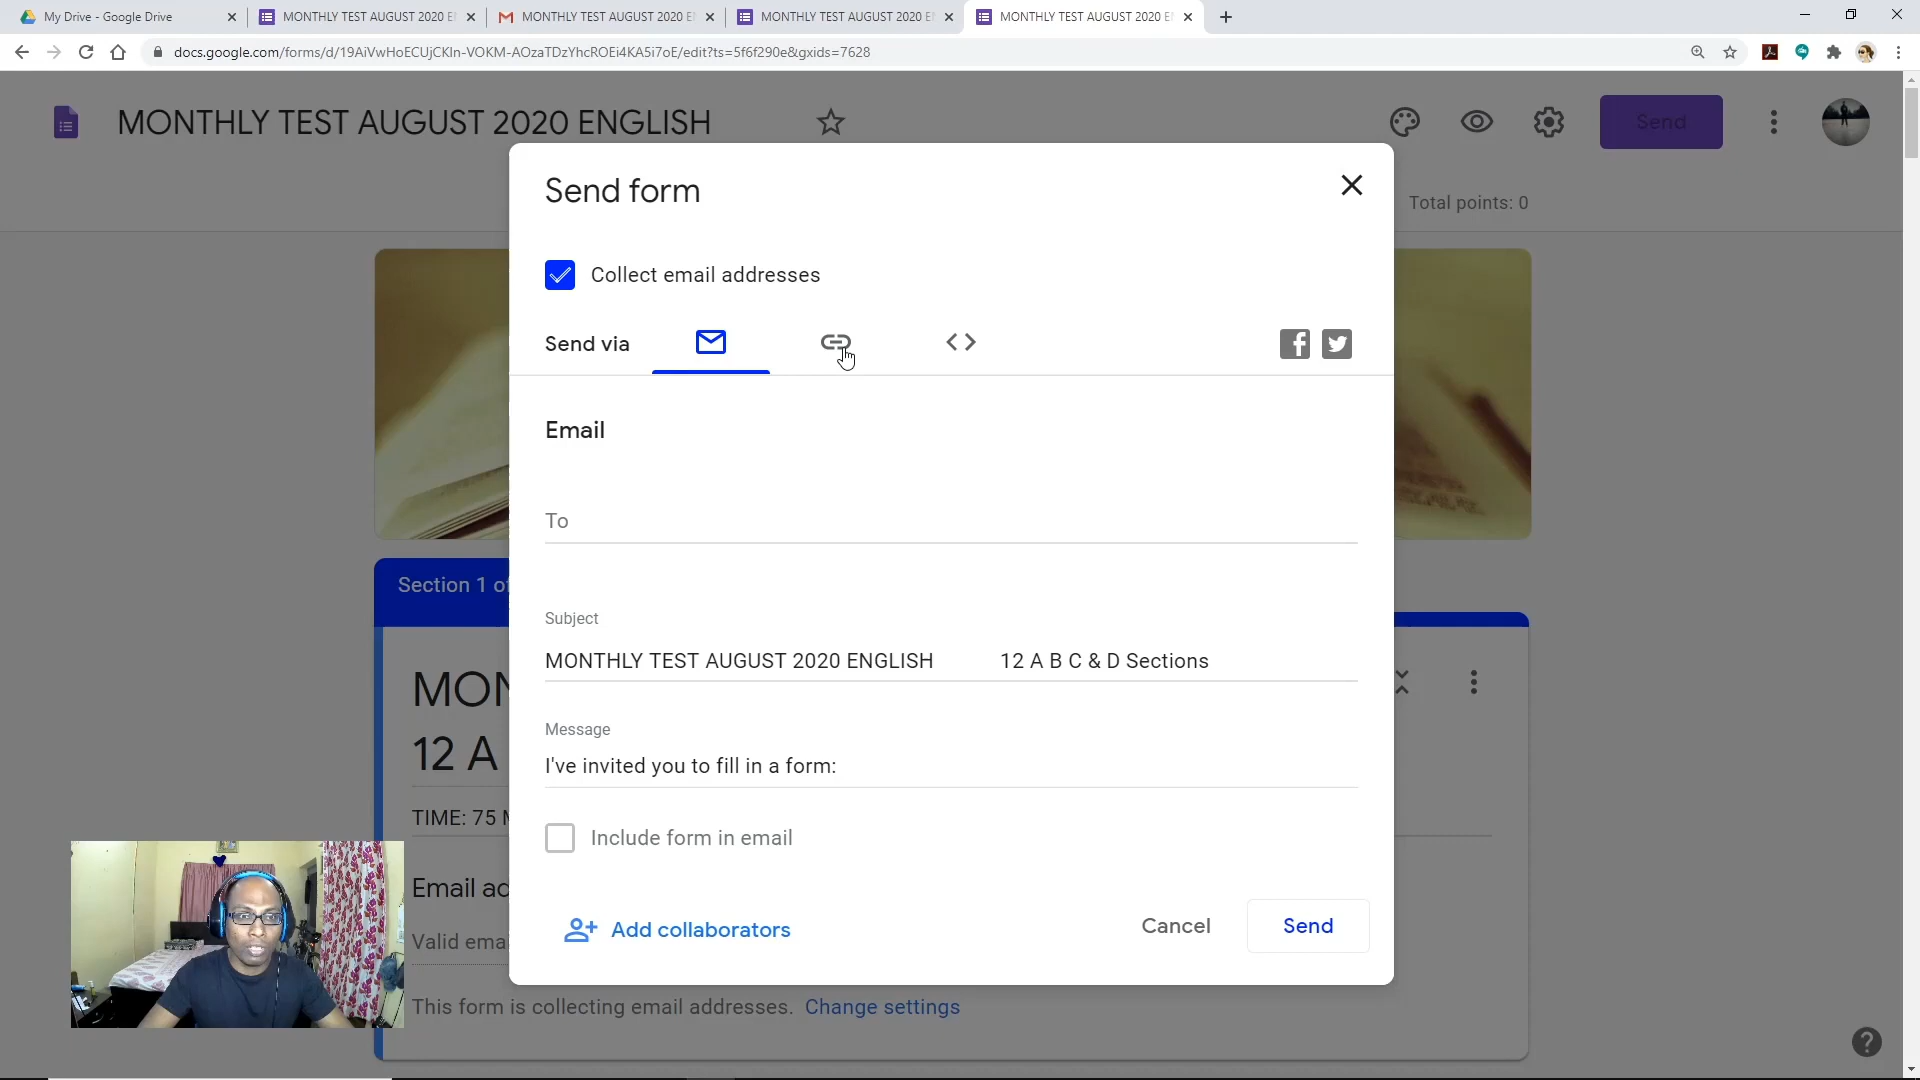 My Drive - Google Drive
MONTHLY TEST AUGUST 2020 E
MONTHLY TEST AUGUST 2020 E
MONTHLY TEST AUGUST 2020 E
MONTHLY TEST AUGUST 2020 E
docs.google.com/forms/d/19AiVwHoECUjCKIn-VOKM-AOzaTDzYhcROEi4KA5i7oE/edit?ts=5f6f290e&gxids=7628
MONTHLY TEST AUGUST 2020 ENGLISH
Send
Send form
Total points: 0
Collect email addresses
Send via
Email
To
Section 1 of
Subject
MONTHLY TEST AUGUST 2020 ENGLISH 12 A B C & D Sections
MON
Message
12 A
I've invited you to fill in a form:
TIME: 75 M
Include form in email
Email ad
Add collaborators
Cancel
Send
Valid emai
This form is collecting email addresses. Change settings